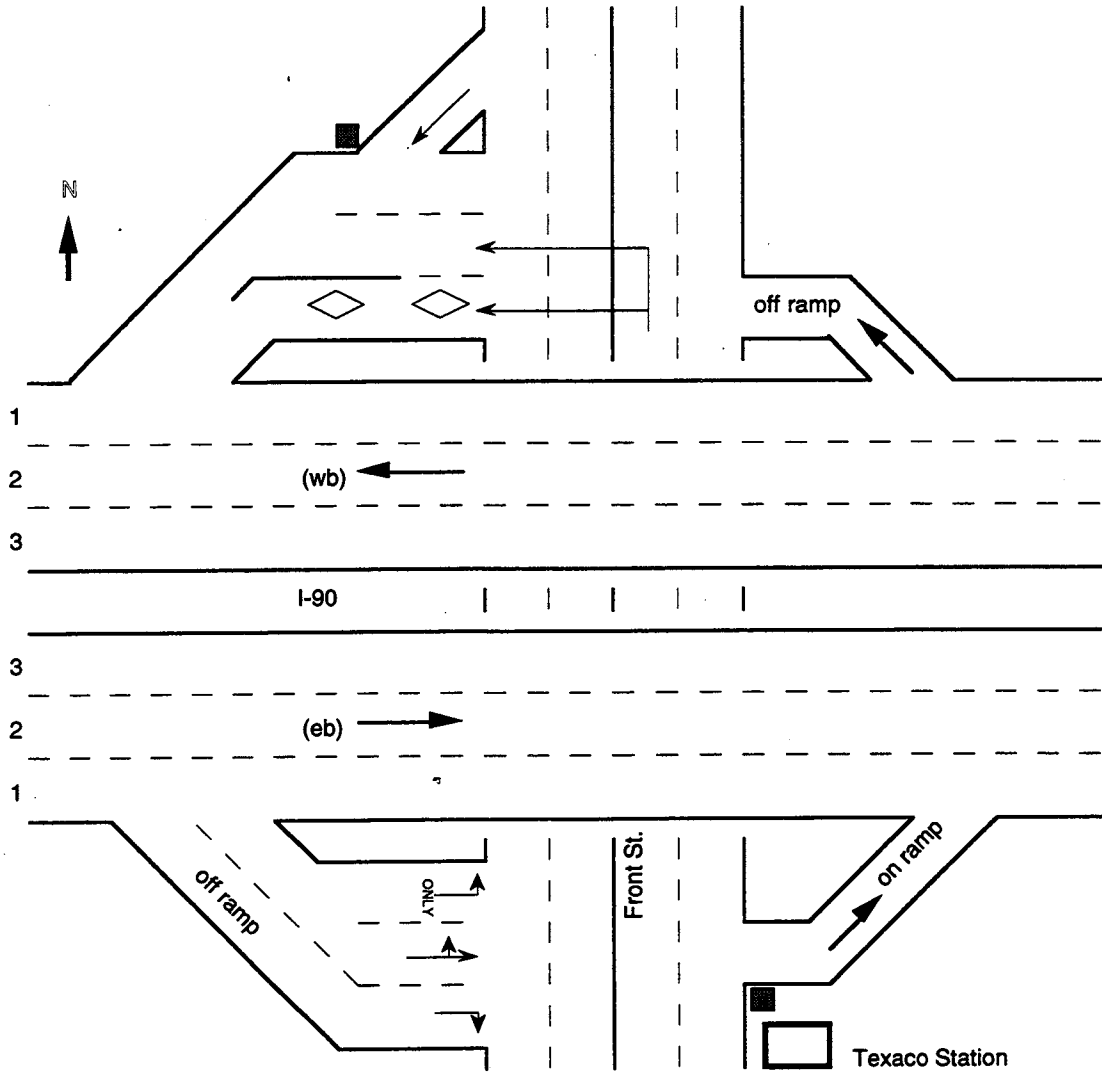 N
off ramp
1
2
(wb)
3
I-90
3
2
(eb)
1
off ramp
ONLY
Front St.
on ramp
Texaco Station